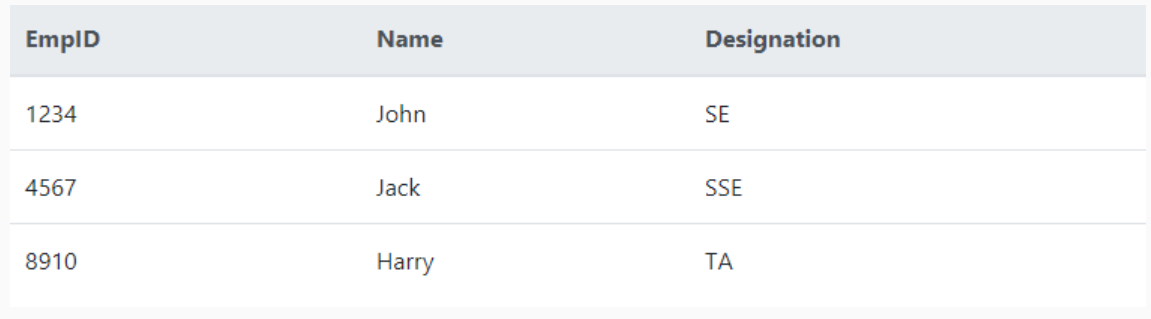 EmpID Name Designation
1234 John SE
4567 Jack SSE
8910 Harry TA